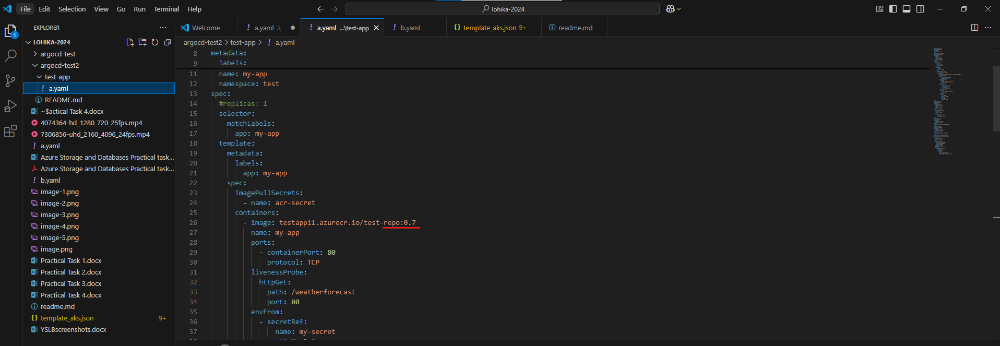 File Edit Selection View Go Run Terminal Help
lohika-2024
EXPLORER
Welcome
a.yaml .\
a.yaml ...\test-app
b.yaml
template_aks.json 9+
readme.md
LOHIKA-2024
argocd-test2 > test-app > ! a.yaml
1
argocd-test
argocd-test2
test-app
! a.yaml
README.md
~$actical Task 4.docx
4074364-hd_1280_720_25fps.mp4
7306856-uhd_2160_4096_24fps.mp4
! a.yaml
Azure Storage and Databases Practical task...
Azure Storage and Databases Practical task...
! b.yaml
image-1.png
image-2.png
image-3.png
image-4.png
image-5.png
image.png
Practical Task 1.docx
Practical Task 2.docx
Practical Task 3.docx
Practical Task 4.docx
readme.md
{} template_aks.json 9+
YSLBscreenshots.docx
8 metadata:
9 labels:
11 name: my-app
12 namespace: test
13 spec:
14 #replicas: 1
15 selector:
16 matchLabels:
17 app: my-app
18 template:
19 metadata:
20 labels:
21 app: my-app
22 spec:
23 imagePullSecrets:
24 - name: acr-secret
25 containers:
26 - image: testapp11.azurecr.io/test-repo:0.7
27 name: my-app
28 ports:
29 - containerPort: 80
30 protocol: TCP
31 livenessProbe:
32 httpGet:
33 path: /weatherforecast
34 port: 80
35 envFrom:
36 - secretRef:
37 name: my-secret